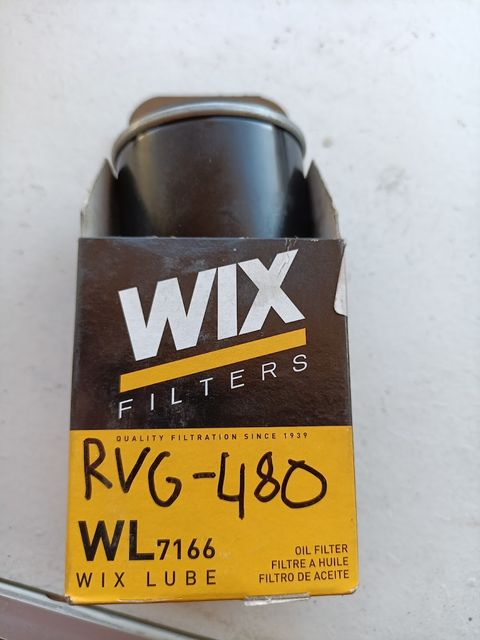 WIX
FILTERS
QUALITY FILTRATION SINCE 1939
RVG-480
WL7166
WIX LUBE
OIL FILTER
FILTRE A HUILE
FILTRO DE ACEITE